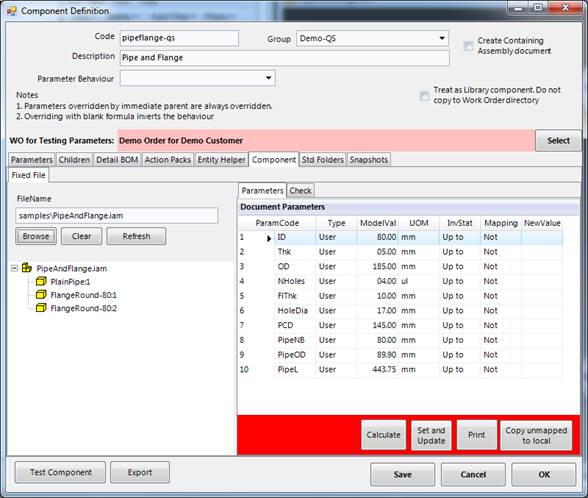 Component Definition
Code pipeflange-qs Group Demo-QS Create Containing
Assembly document
Description Pipe and Flange
Parameter Behaviour
Treat as Library component. Do not
copy to Work Order directory
Notes
1. Parameters overridden by immediate parent are always overridden.
2. Overriding with blank formula inverts the behaviour
WO for Testing Parameters: Demo Order for Demo Customer Select
Parameters Children Detail BOM Action Packs Entity Helper Component Std Folders Snapshots
Fixed File
FileName
samples\PipeAndFlange.iam
Browse Clear Refresh
PipeAndFlange.iam
PlainPipe:1
FlangeRound-80:1
FlangeRound-80:2
Parameters Check
Document Parameters
ParamCode Type ModelVal UOM InvStat Mapping NewValue
1 ID User 80.00 mm Up to Not
2 Thk User 05.00 mm Up to Not
3 OD User 185.00 mm Up to Not
4 NHoles User 04.00 ul Up to Not
5 FlThk User 10.00 mm Up to Not
6 HoleDia User 17.00 mm Up to Not
7 PCD User 145.00 mm Up to Not
8 PipeNB User 80.00 mm Up to Not
9 PipeOD User 89.90 mm Up to Not
10 PipeL User 443.75 mm Up to Not
Calculate Set and Update Print Copy unmapped to local
Test Component Export Save Cancel OK